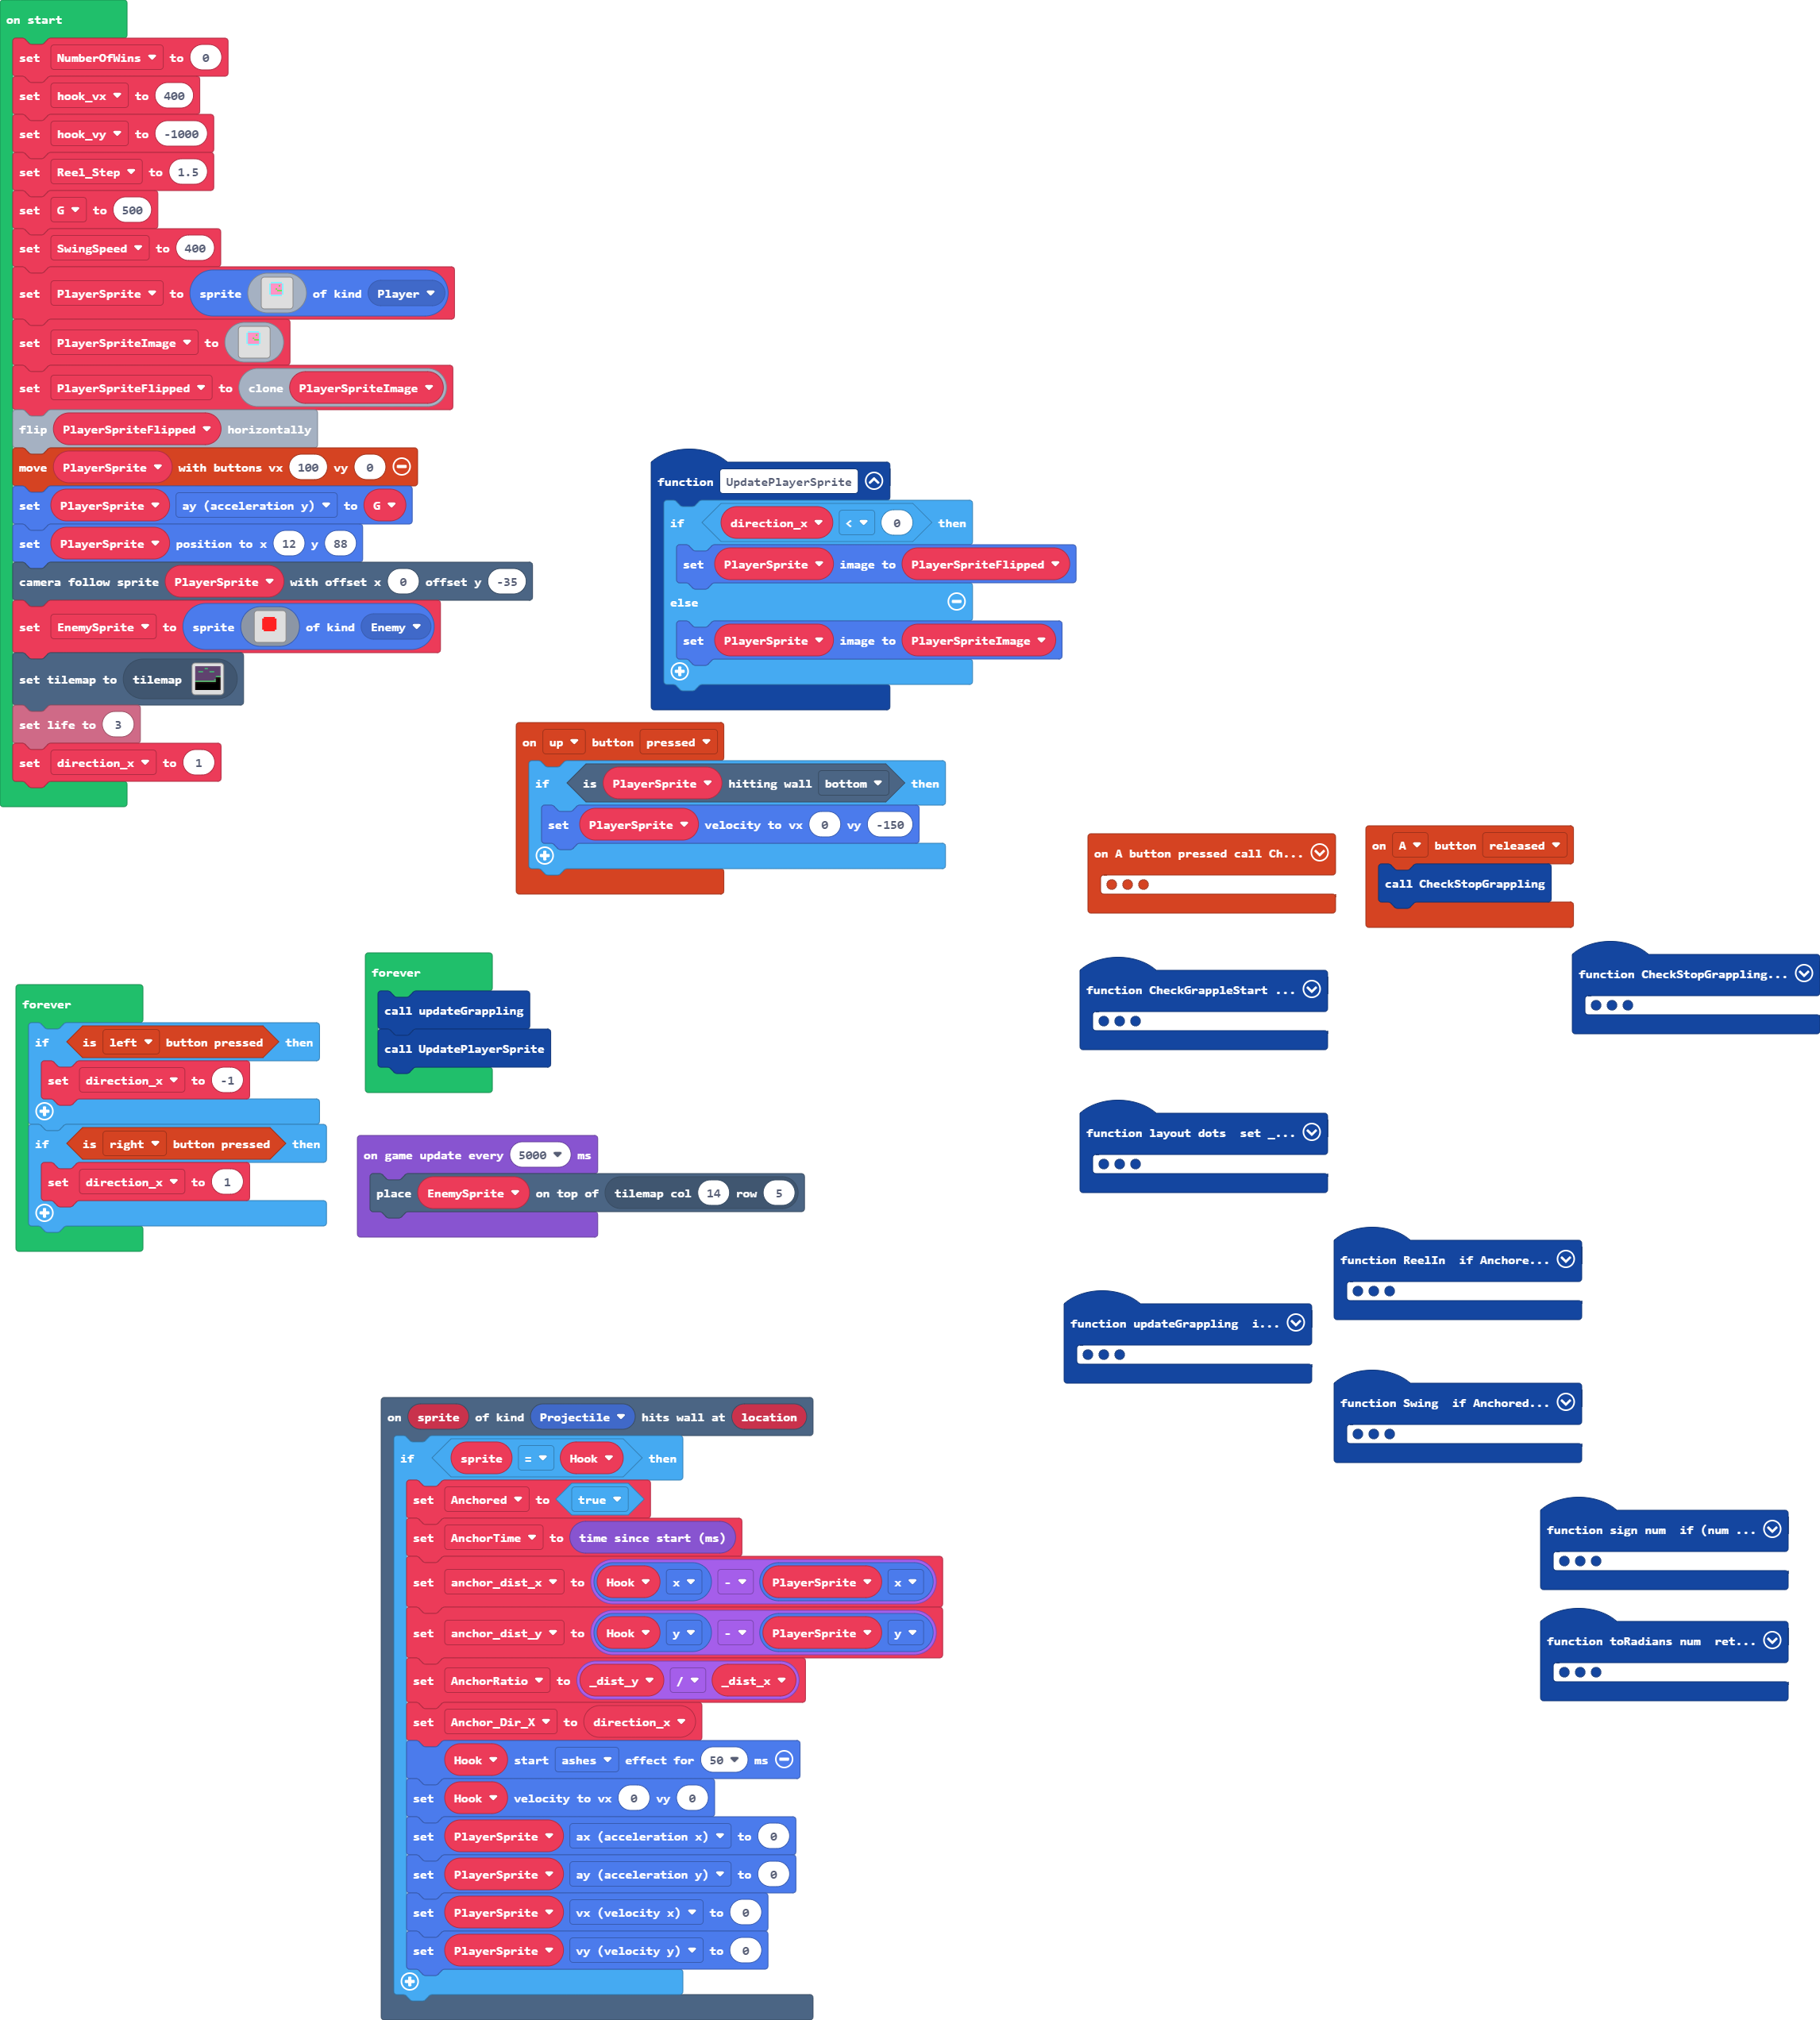 on start
set NumberOfWins to 0
set hook_vx to 400
set hook_vy to -1000
set Reel_Step to 1.5
set G to 500
set SwingSpeed to 400
set PlayerSprite to sprite of kind Player
set PlayerSpriteImage to
set PlayerSpriteFlipped to clone PlayerSpriteImage
flip PlayerSpriteFlipped horizontally
move PlayerSprite with buttons vx 100 vy 0
set PlayerSprite ay (acceleration y) to G
set PlayerSprite position to x 12 y 88
camera follow sprite PlayerSprite with offset x 0 offset y -35
set EnemySprite to sprite of kind Enemy
set tilemap to tilemap
set life to 3
set direction_x to 1
function UpdatePlayerSprite
if direction_x < 0 then
set PlayerSprite image to PlayerSpriteFlipped
else
set PlayerSprite image to PlayerSpriteImage
on up button pressed
if is PlayerSprite hitting wall bottom then
set PlayerSprite velocity to vx 0 vy -150
on A button pressed call Ch...
on A button released
call CheckStopGrappling
forever
if is left button pressed then
set direction_x to -1
if is right button pressed then
set direction_x to 1
forever
call updateGrappling
call UpdatePlayerSprite
on game update every 5000 ms
place EnemySprite on top of tilemap col 14 row 5
function CheckGrappleStart ...
function CheckStopGrappling...
function layout dots set _...
function ReelIn if Anchore...
function updateGrappling i...
function Swing if Anchored...
function sign num if (num ...
function toRadians num ret...
on sprite of kind Projectile hits wall at location
if sprite = Hook then
set Anchored to true
set AnchorTime to time since start (ms)
set anchor_dist_x to Hook x - PlayerSprite x
set anchor_dist_y to Hook y - PlayerSprite y
set AnchorRatio to _dist_y / _dist_x
set Anchor_Dir_X to direction_x
Hook start ashes effect for 50 ms
set Hook velocity to vx 0 vy 0
set PlayerSprite ax (acceleration x) to 0
set PlayerSprite ay (acceleration y) to 0
set PlayerSprite vx (velocity x) to 0
set PlayerSprite vy (velocity y) to 0